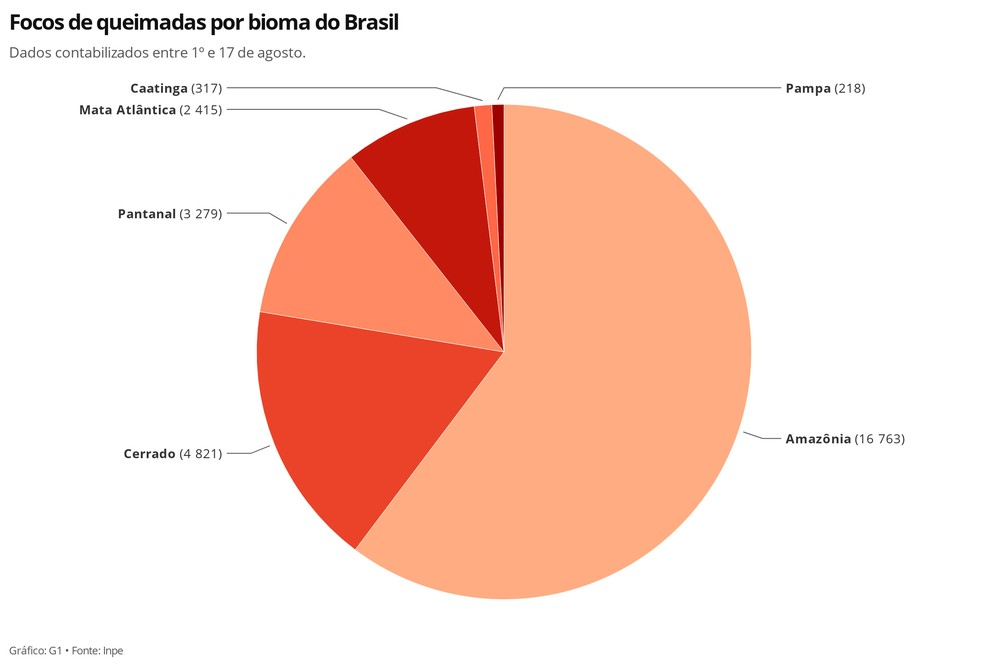 Focos de queimadas por bioma do Brasil
Dados contabilizados entre 1º e 17 de agosto.
Caatinga (317)
Pampa (218)
Mata Atlântica (2 415)
Pantanal (3 279)
Amazônia (16 763)
Cerrado (4 821)
Gráfico: G1 • Fonte: Inpe